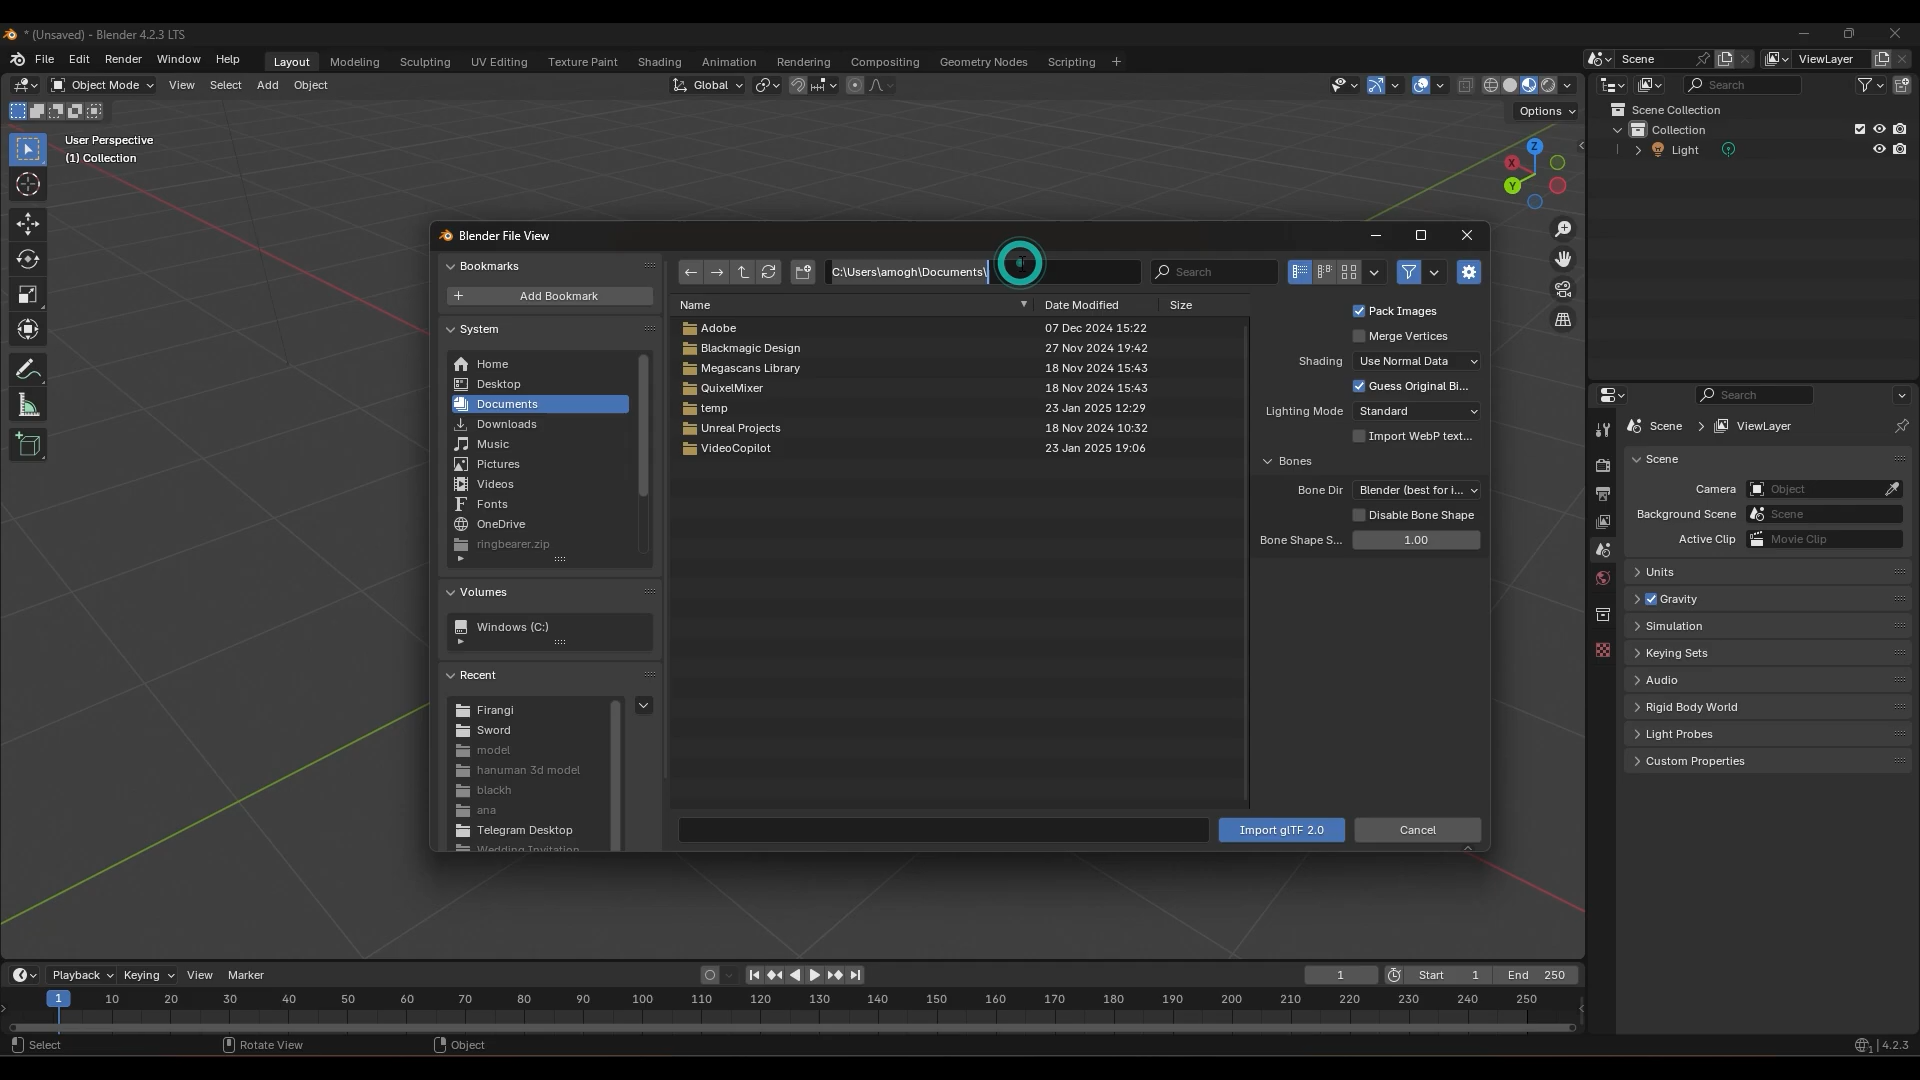 * (Unsaved) - Blender 4.2.3 LTS
File Edit Render Window Help Layout Modeling Sculpting UV Editing Texture Paint Shading Animation Rendering Compositing Geometry Nodes Scripting + Scene ViewLayer
Object Mode View Select Add Object Global Search
Options
User Perspective
(1) Collection
Z
X
Y
Scene Collection
Collection
Light
Blender File View
Bookmarks
+ Add Bookmark
System
Home
Desktop
Documents
Downloads
Music
Pictures
Videos
Fonts
OneDrive
ringbearer.zip
Volumes
Windows (C:)
Recent
Firangi
Sword
model
hanuman 3d model
blackh
ana
Telegram Desktop
Wedding Invitation
C:\Users\amogh\Documents\ Search
Name Date Modified Size
Adobe 07 Dec 2024 15:22
Blackmagic Design 27 Nov 2024 19:42
Megascans Library 18 Nov 2024 15:43
QuixelMixer 18 Nov 2024 15:43
temp 23 Jan 2025 12:29
Unreal Projects 18 Nov 2024 10:32
VideoCopilot 23 Jan 2025 19:06
Pack Images
Merge Vertices
Shading Use Normal Data
Guess Original Bi...
Lighting Mode Standard
Import WebP text...
Bones
Bone Dir Blender (best for i...
Disable Bone Shape
Bone Shape S... 1.00
Import glTF 2.0 Cancel
Search
Scene > ViewLayer
Scene
Camera Object
Background Scene Scene
Active Clip Movie Clip
Units
Gravity
Simulation
Keying Sets
Audio
Rigid Body World
Light Probes
Custom Properties
Playback Keying View Marker 1 Start 1 End 250
1 10 20 30 40 50 60 70 80 90 100 110 120 130 140 150 160 170 180 190 200 210 220 230 240 250
Select Rotate View Object 1 | 4.2.3